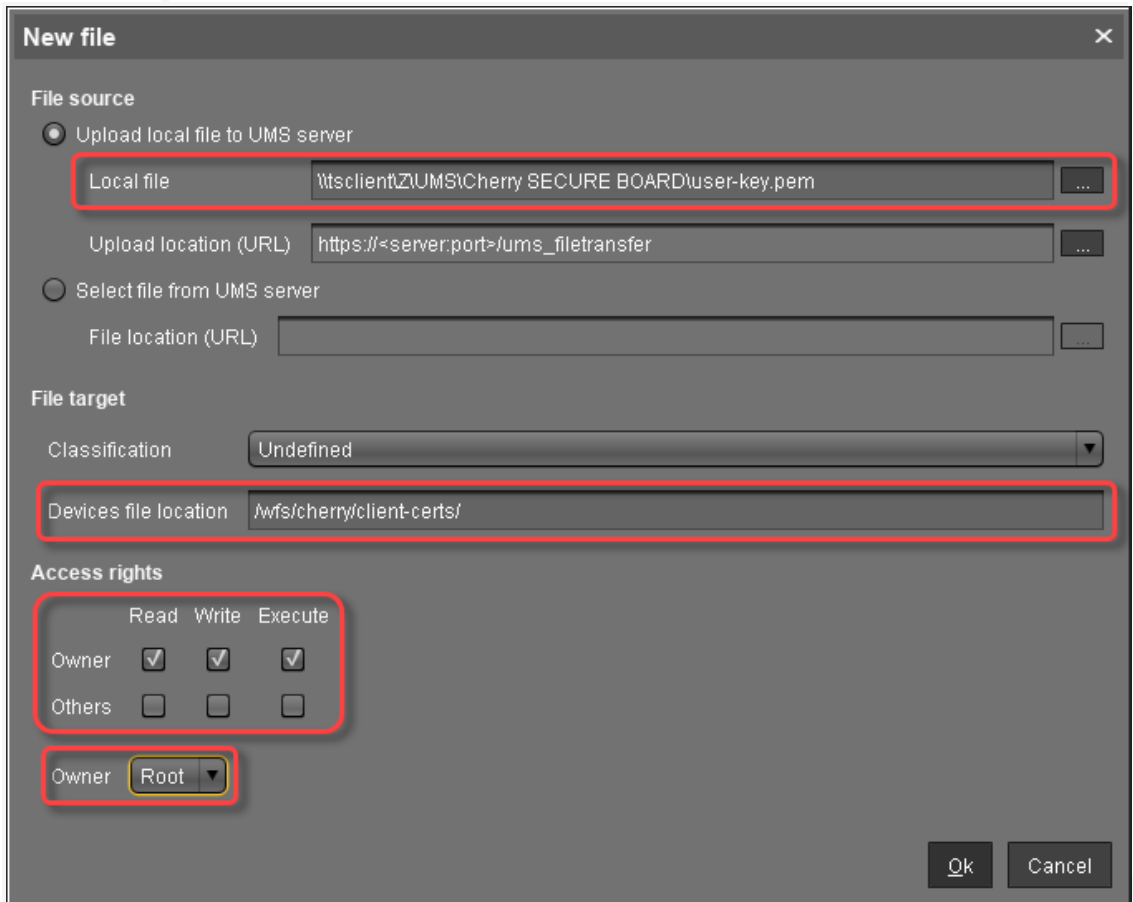 New file
File source
Upload local file to UMS server
Local file \\tsclient\Z\UMS\Cherry SECURE BOARD\user-key.pem ...
Upload location (URL) https://<server:port>/ums_filetransfer ...
Select file from UMS server
File location (URL) ...
File target
Classification Undefined
Devices file location /wfs/cherry/client-certs/
Access rights
Read Write Execute
Owner
Others
Owner Root
Ok Cancel